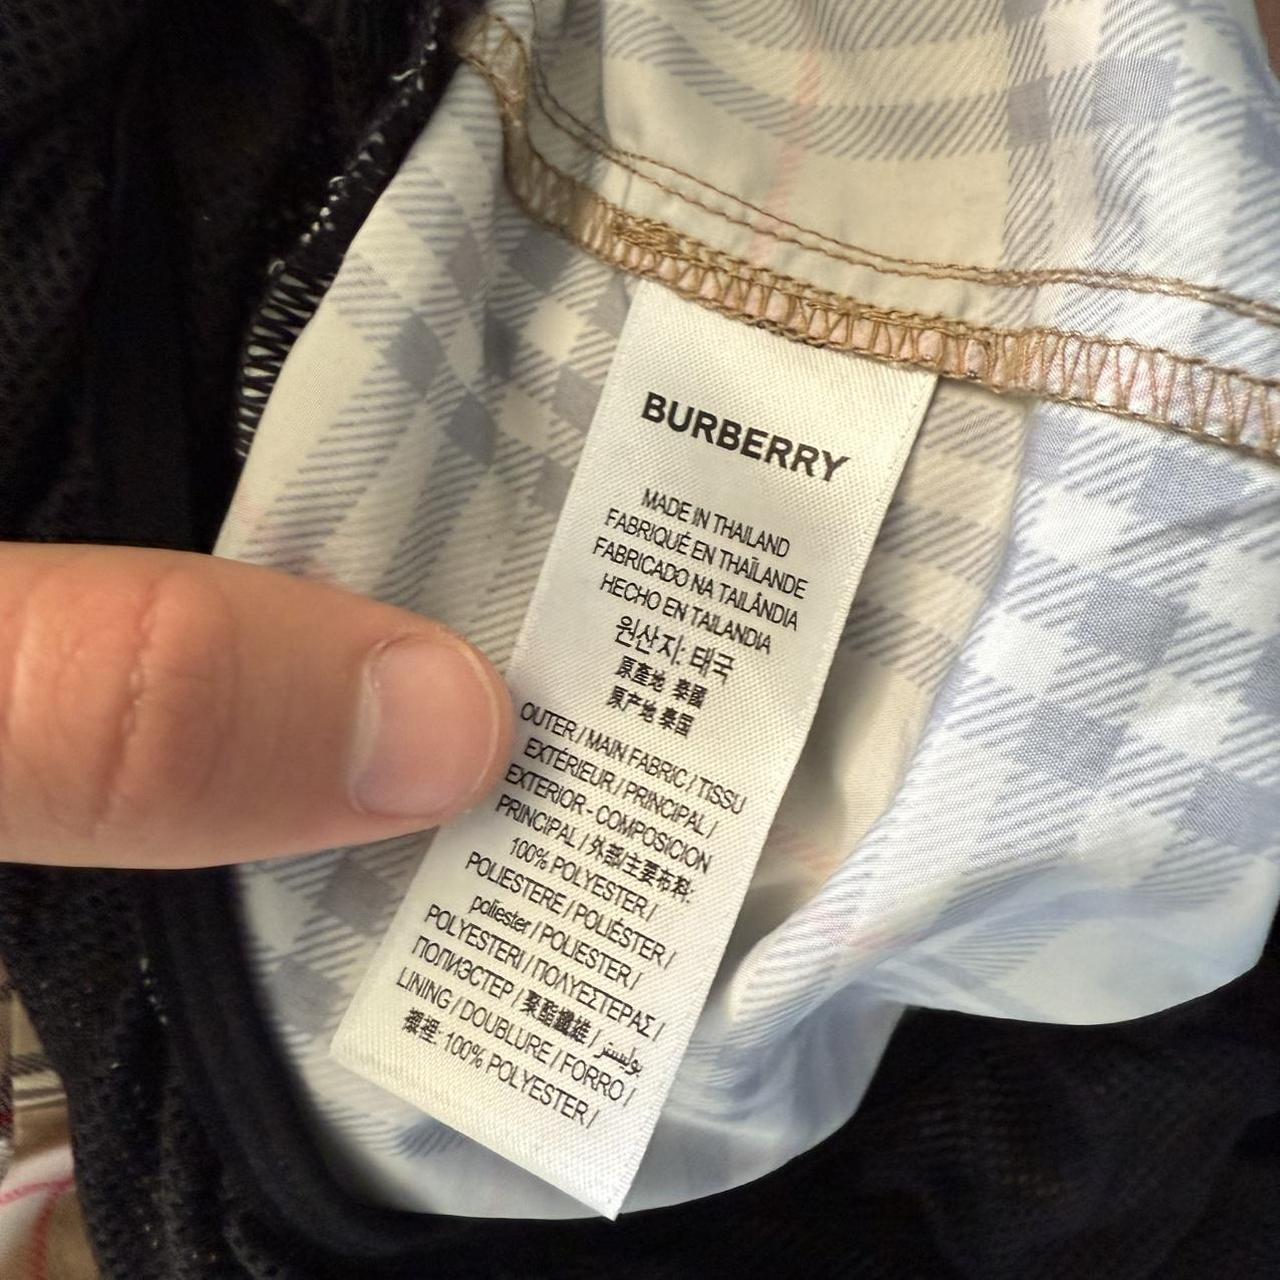 BURBERRY
MADE IN THAILAND
FABRIQUÉ EN THAÏLANDE
FABRICADO NA TAILÂNDIA
HECHO EN TAILANDIA
원산지: 태국
原產地 泰國
原产地 泰国
OUTER / MAIN FABRIC / TISSU
EXTÉRIEUR / PRINCIPAL /
EXTERIOR - COMPOSICION
PRINCIPAL / 外部/主要布料:
100% POLYESTER /
POLIESTERE / POLIÉSTER /
poliester / POLIESTER /
POLYESTERI / ΠΟΛΥΕΣΤΕΡΑΣ /
ПОЛИЭСТЕР / 聚酯纖維 / بوليستر
LINING / DOUBLURE / FORRO /
襯裡: 100% POLYESTER /